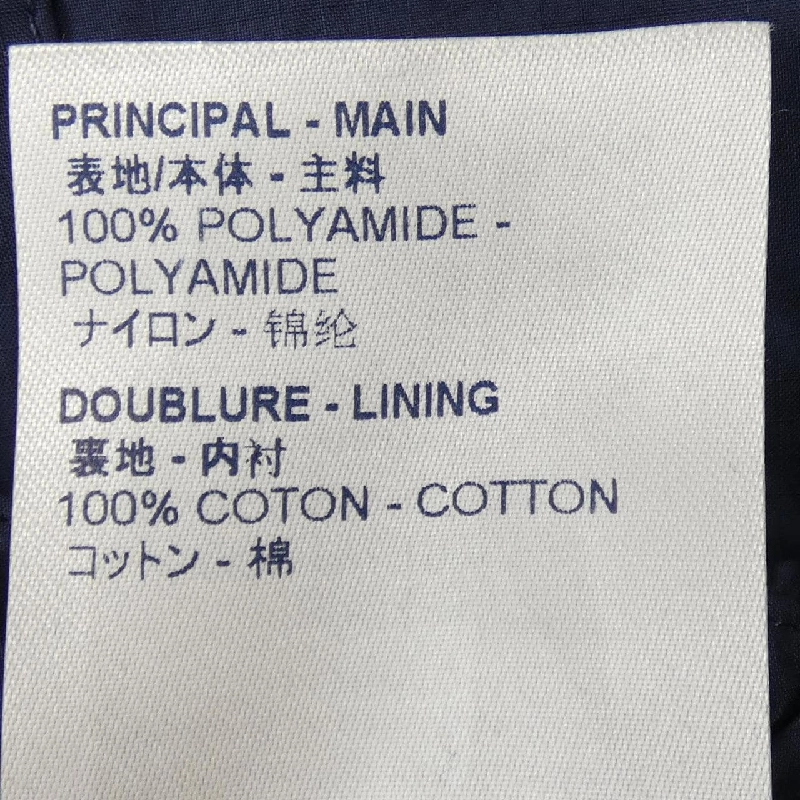 PRINCIPAL - MAIN
表地/本体 - 主料
100% POLYAMIDE -
POLYAMIDE
ナイロン - 锦纶
DOUBLURE - LINING
裏地 - 内衬
100% COTON - COTTON
コットン - 棉